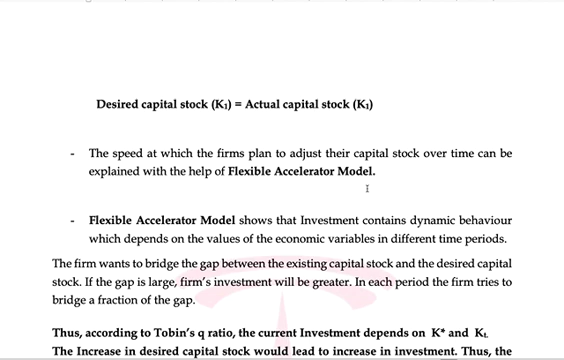 Desired capital stock (K₁) = Actual capital stock (K₁)
- The speed at which the firms plan to adjust their capital stock over time can be
explained with the help of Flexible Accelerator Model.
- Flexible Accelerator Model shows that Investment contains dynamic behaviour
which depends on the values of the economic variables in different time periods.
The firm wants to bridge the gap between the existing capital stock and the desired capital
stock. If the gap is large, firm's investment will be greater. In each period the firm tries to
bridge a fraction of the gap.
Thus, according to Tobin's q ratio, the current Investment depends on K* and Kₜ.
The Increase in desired capital stock would lead to increase in investment. Thus, the